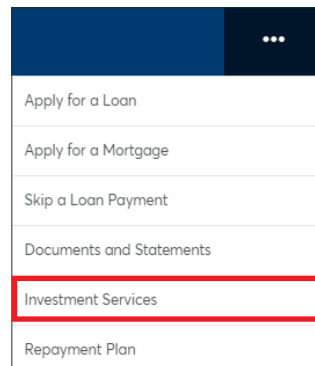 •••
Apply for a Loan
Apply for a Mortgage
Skip a Loan Payment
Documents and Statements
Investment Services
Repayment Plan